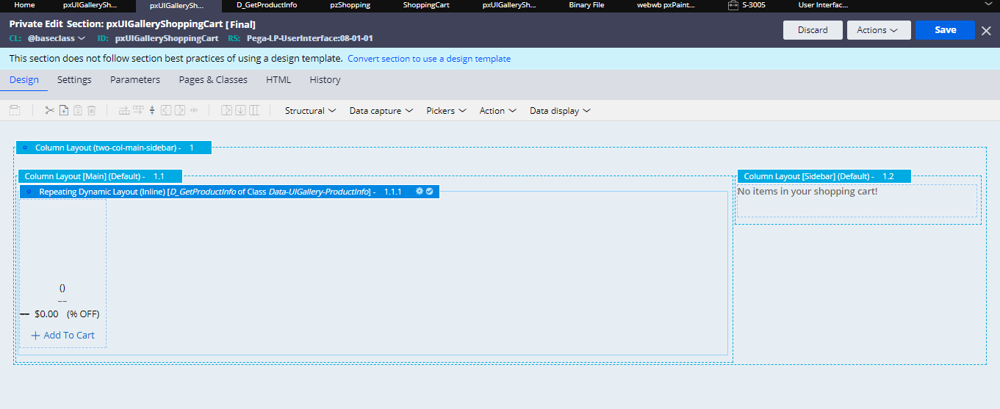 Home pxUIGallerySh... pxUIGallerySh... D_GetProductInfo pzShopping ShoppingCart pxUIGallerySh... Binary File webwb pxPaint... S-3005 User Interfac...
Private Edit Section: pxUIGalleryShoppingCart [Final]
CL: @baseclass ID: pxUIGalleryShoppingCart RS: Pega-LP-UserInterface:08-01-01
Discard Actions Save
This section does not follow section best practices of using a design template. Convert section to use a design template
Design Settings Parameters Pages & Classes HTML History
Structural Data capture Pickers Action Data display
Column Layout (two-col-main-sidebar) - 1
Column Layout [Main] (Default) - 1.1
Column Layout [Sidebar] (Default) - 1.2
Repeating Dynamic Layout (Inline) [D_GetProductInfo of Class Data-UIGallery-ProductInfo] - 1.1.1
No items in your shopping cart!
()
--
-- $0.00 (% OFF)
+ Add To Cart